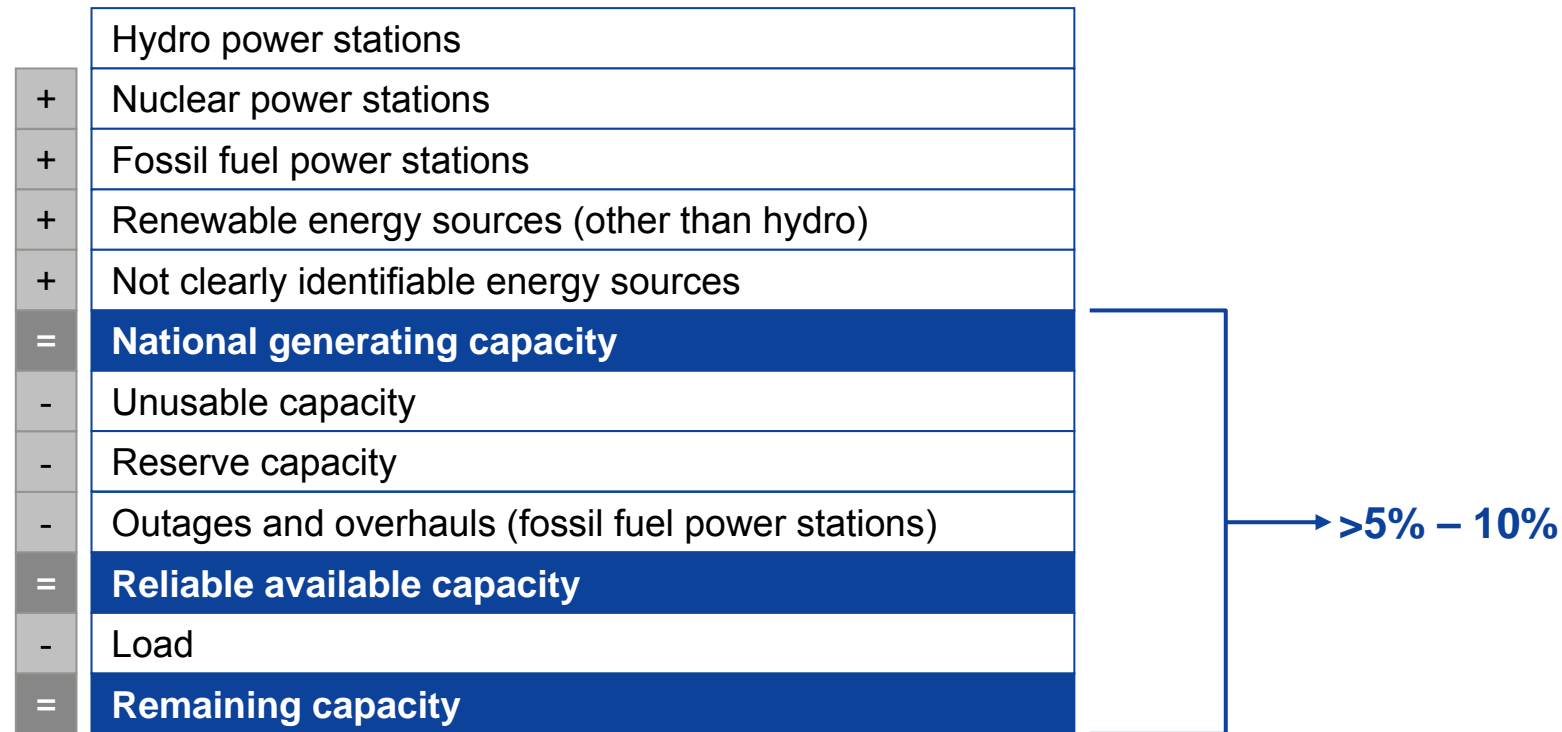 Hydro power stations
+ Nuclear power stations
+ Fossil fuel power stations
+ Renewable energy sources (other than hydro)
+ Not clearly identifiable energy sources
= National generating capacity
- Unusable capacity
- Reserve capacity
- Outages and overhauls (fossil fuel power stations)
>5% – 10%
= Reliable available capacity
- Load
= Remaining capacity